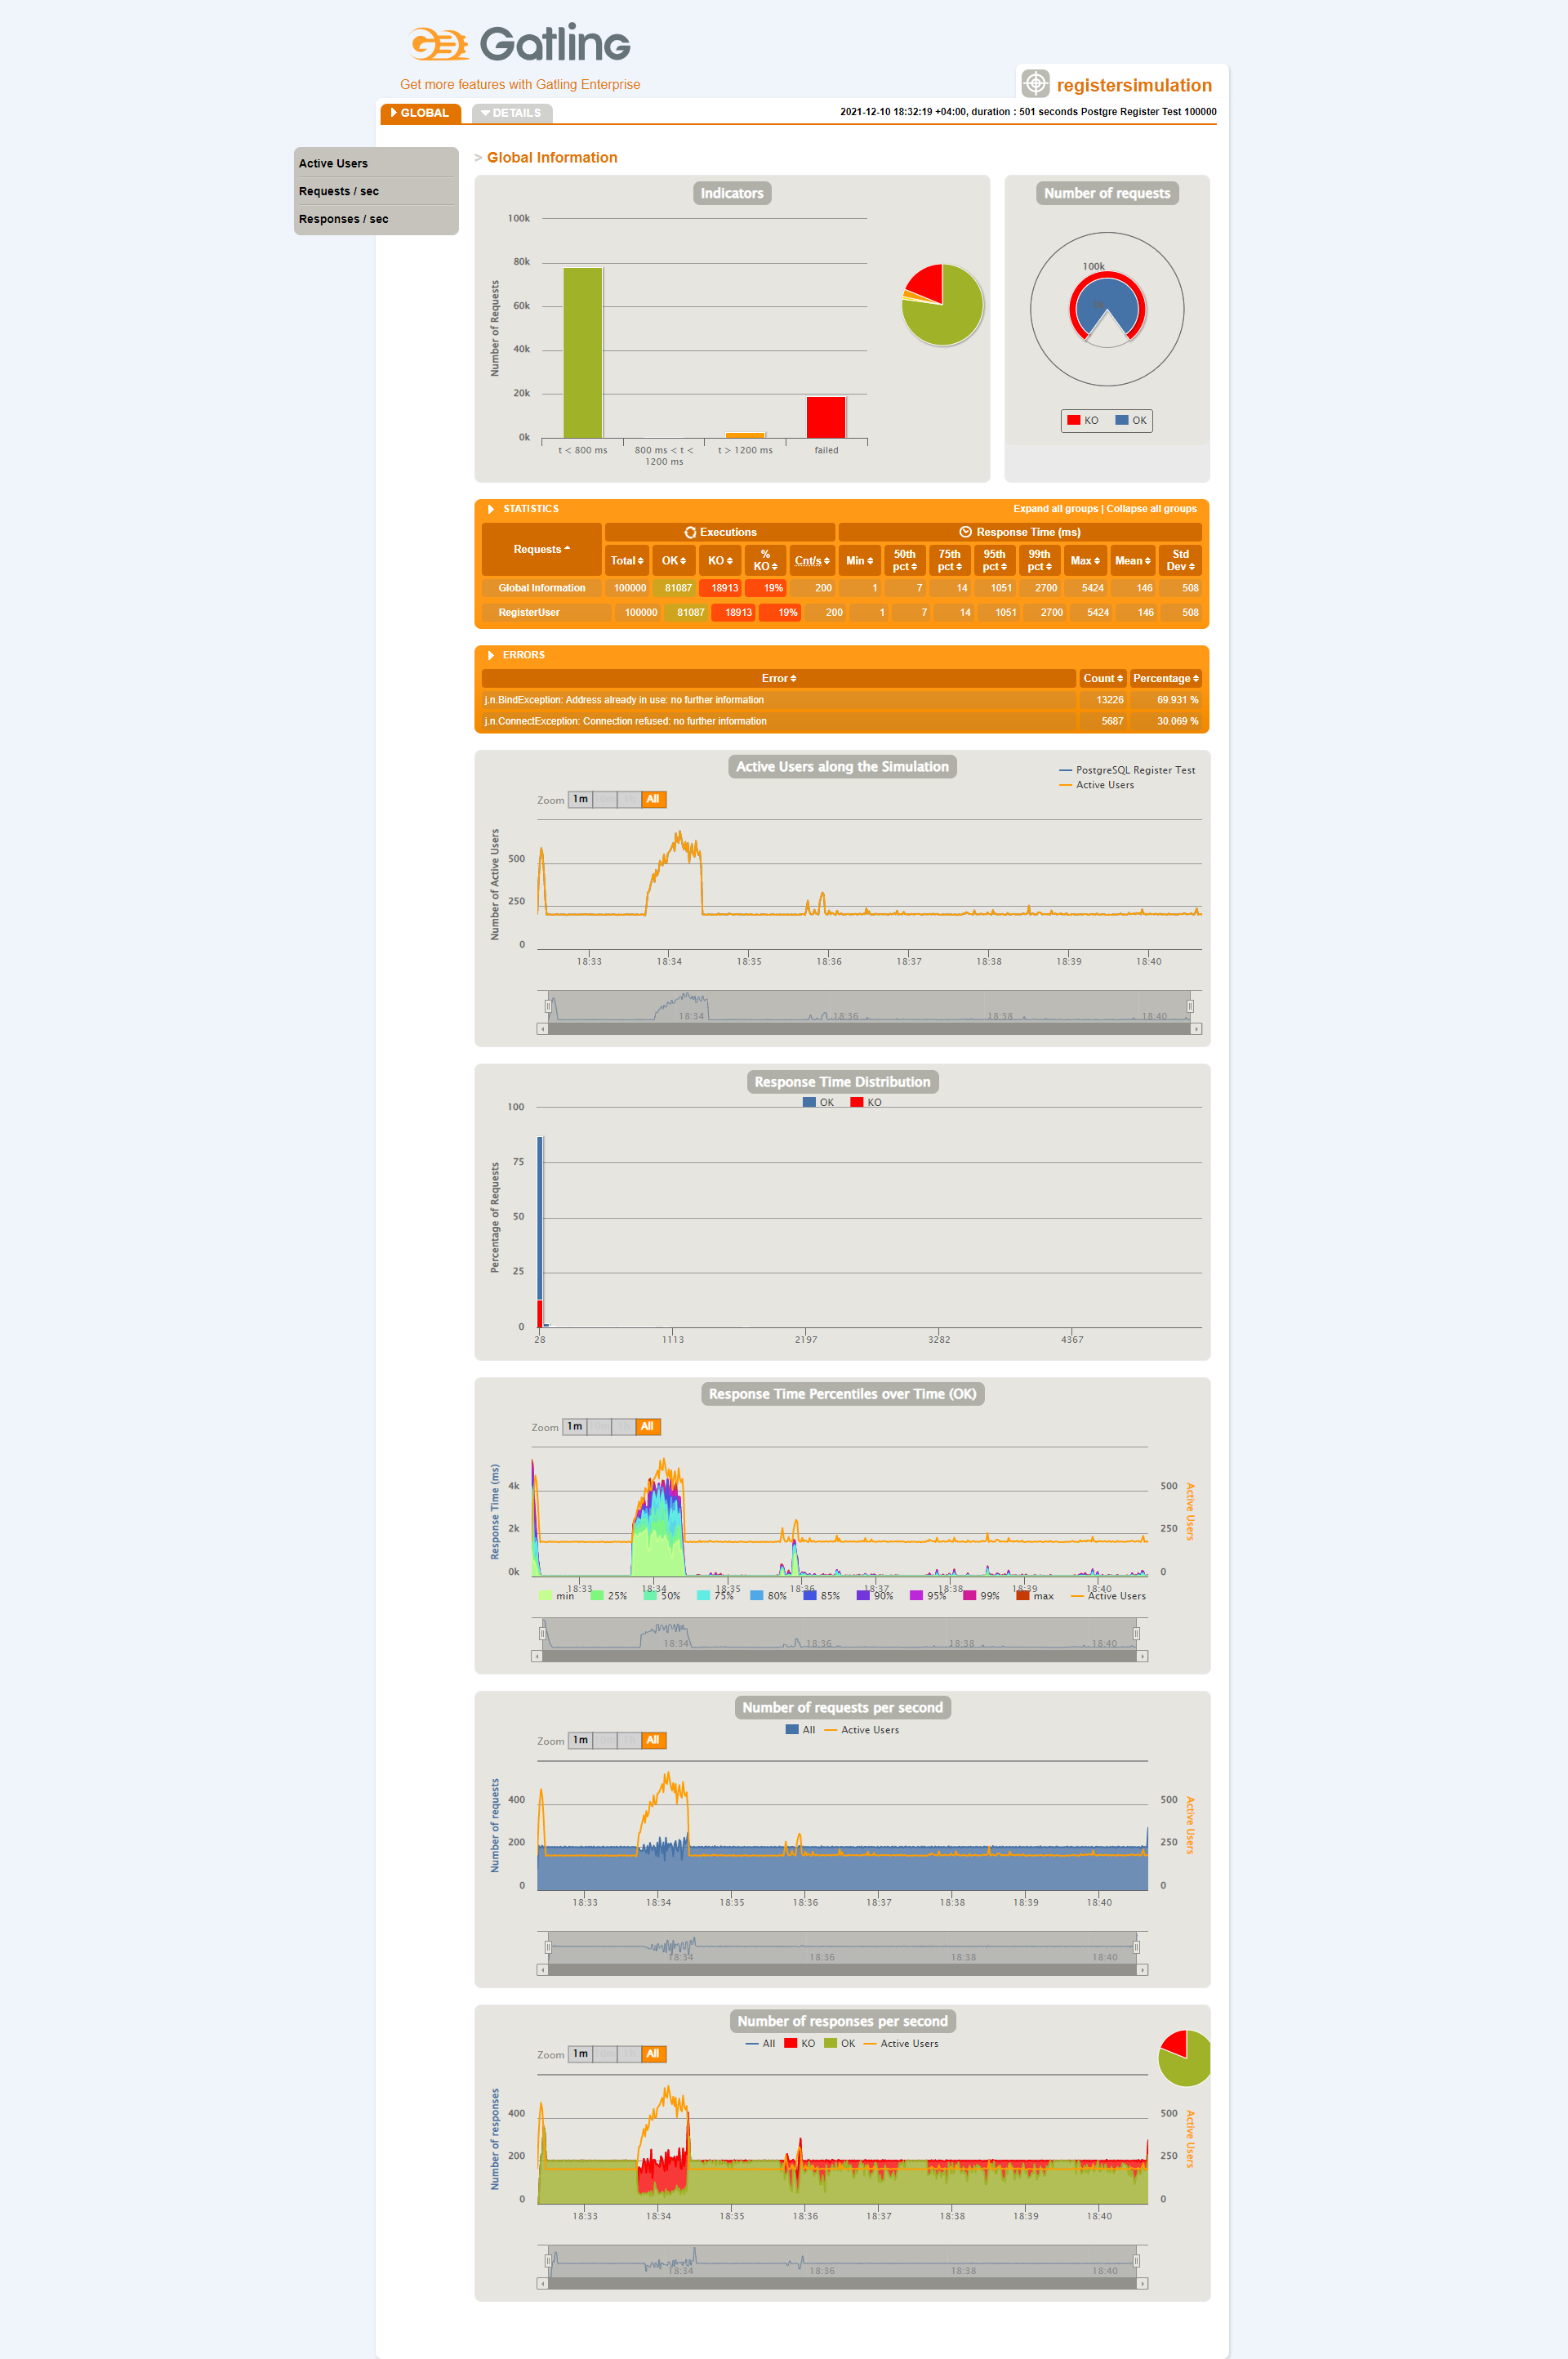 Gatling
Get more features with Gatling Enterprise
registersimulation
GLOBAL
DETAILS
2021-12-10 18:32:19 +04:00, duration : 501 seconds Postgre Register Test 100000
Active Users
Requests / sec
Responses / sec
> Global Information
Indicators
100k
80k
60k
40k
20k
0k
Number of Requests
t < 800 ms
800 ms < t < 1200 ms
t > 1200 ms
failed
Number of requests
100k
KO OK
STATISTICS
Expand all groups | Collapse all groups
Requests
Executions
Response Time (ms)
Total OK KO % KO Cnt/s Min 50th pct 75th pct 95th pct 99th pct Max Mean Std Dev
Global Information 100000 81087 18913 19% 200 1 7 14 1051 2700 5424 146 508
RegisterUser 100000 81087 18913 19% 200 1 7 14 1051 2700 5424 146 508
ERRORS
Error Count Percentage
j.n.BindException: Address already in use: no further information 13226 69.931 %
j.n.ConnectException: Connection refused: no further information 5687 30.069 %
Active Users along the Simulation
PostgreSQL Register Test
Active Users
Zoom 1m All
Number of Active Users
500
250
0
18:33 18:34 18:35 18:36 18:37 18:38 18:39 18:40
18:34 18:36 18:38 18:40
Response Time Distribution
OK KO
Percentage of Requests
100
75
50
25
0
28 1113 2197 3282 4367
Response Time Percentiles over Time (OK)
Zoom 1m All
Response Time (ms)
4k
2k
0k
500
250
0
Active Users
18:33 18:34 18:35 18:36 18:37 18:38 18:39 18:40
min 25% 50% 75% 80% 85% 90% 95% 99% max Active Users
18:34 18:36 18:38 18:40
Number of requests per second
All Active Users
Zoom 1m All
Number of requests
400
200
0
500
250
0
Active Users
18:33 18:34 18:35 18:36 18:37 18:38 18:39 18:40
18:34 18:36 18:38 18:40
Number of responses per second
All KO OK Active Users
Zoom 1m All
Number of responses
400
200
0
500
250
0
Active Users
18:33 18:34 18:35 18:36 18:37 18:38 18:39 18:40
18:34 18:36 18:38 18:40